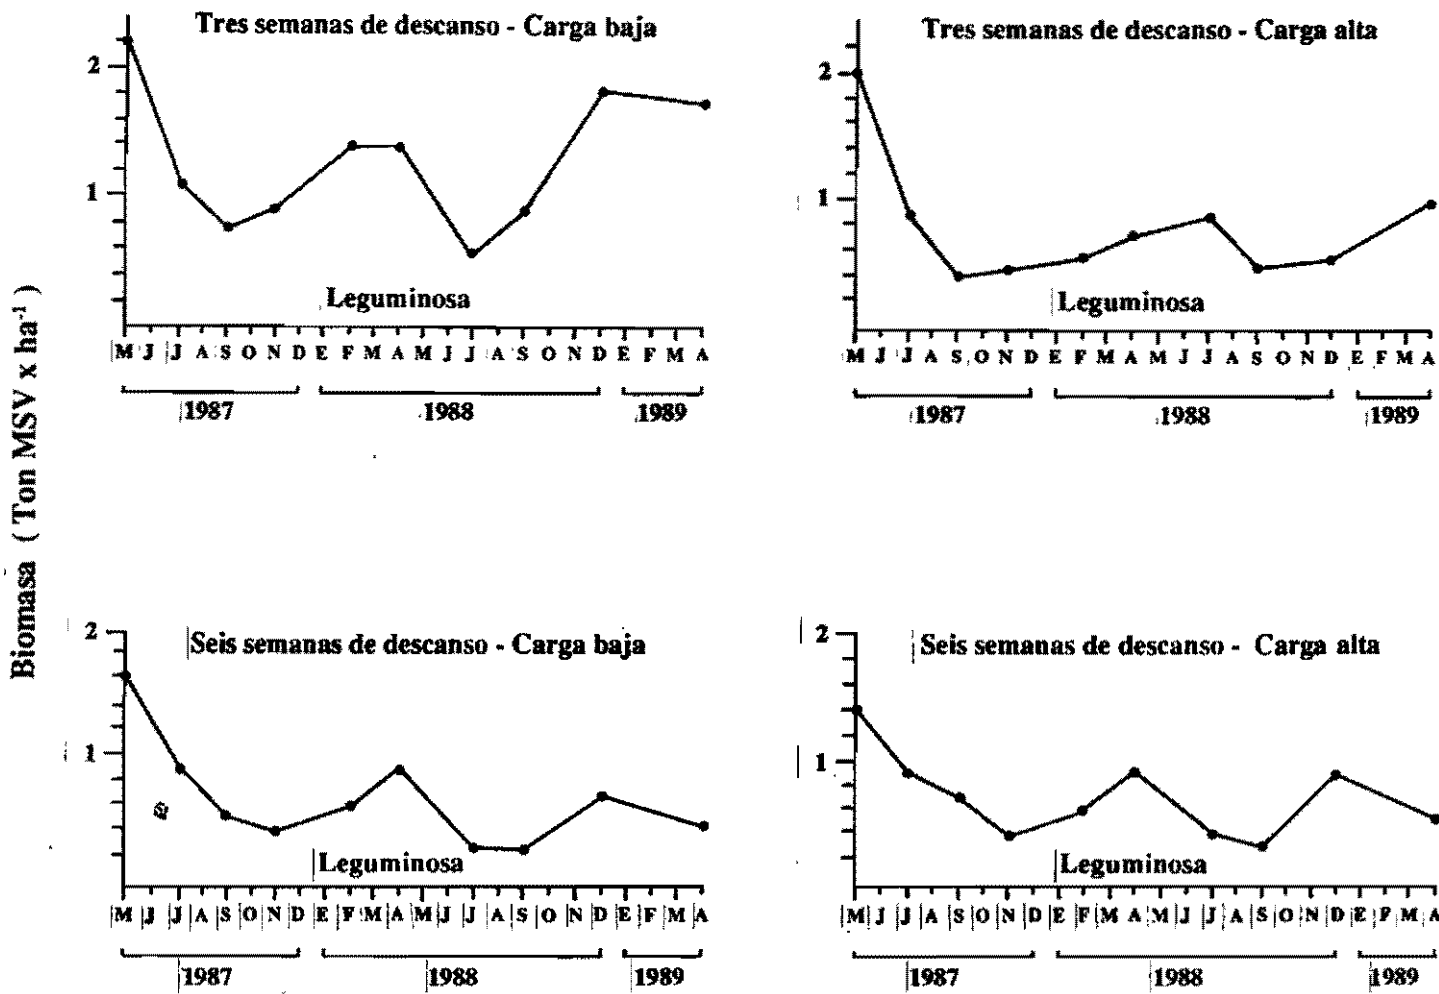 Biomasa ( Ton MSV x ha⁻¹ )
Tres semanas de descanso - Carga baja
2
1
Leguminosa
M J J A S O N D E F M A M J J A S O N D E F M A
1987 1988 1989
Tres semanas de descanso - Carga alta
2
1
Leguminosa
M J J A S O N D E F M A M J J A S O N D E F M A
1987 1988 1989
Seis semanas de descanso - Carga baja
2
1
Leguminosa
M J J A S O N D E F M A M J J A S O N D E F M A
1987 1988 1989
Seis semanas de descanso - Carga alta
2
1
Leguminosa
M J J A S O N D E F M A M J J A S O N D E F M A
1987 1988 1989